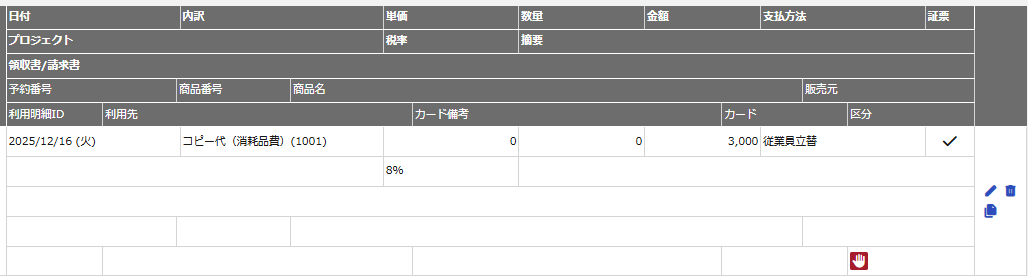 日付 内訳 単価 数量 金額 支払方法 証票
プロジェクト 税率 摘要
領収書/請求書
予約番号 商品番号 商品名 販売元
利用明細ID 利用先 カード備考 カード 区分
2025/12/16 (火) コピー代（消耗品費）(1001) 0 0 3,000 従業員立替
8%